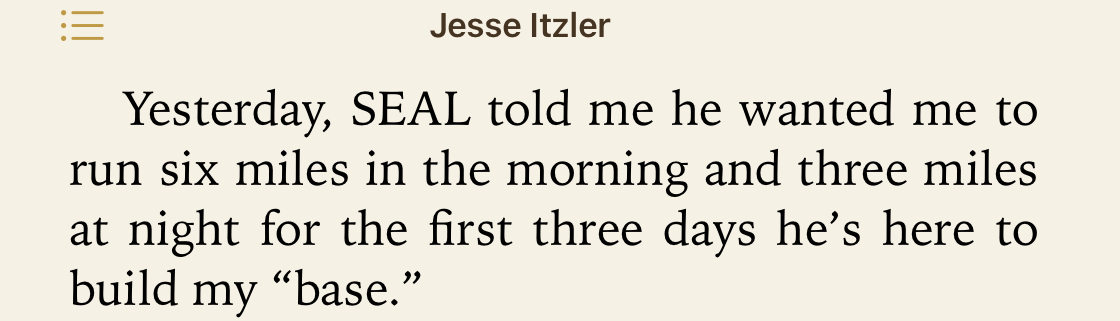 Jesse Itzler
Yesterday, SEAL told me he wanted me to
run six miles in the morning and three miles
at night for the first three days he’s here to
build my “base.”